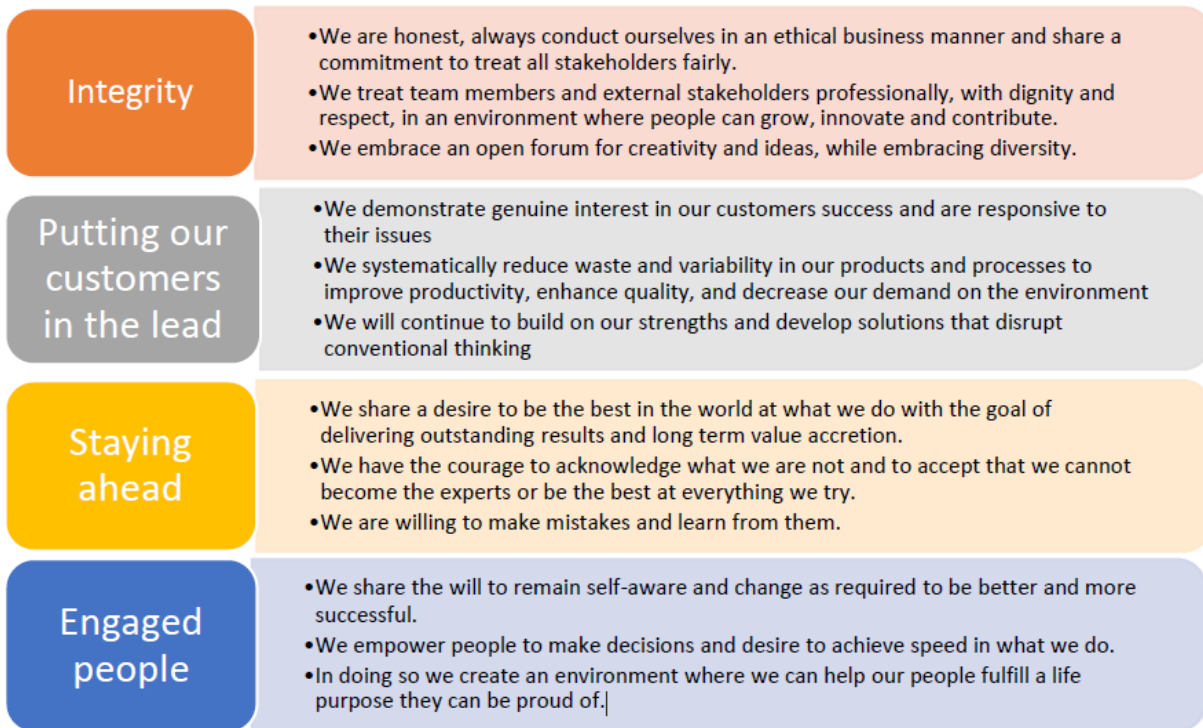 Integrity
•We are honest, always conduct ourselves in an ethical business manner and share a
commitment to treat all stakeholders fairly.
•We treat team members and external stakeholders professionally, with dignity and
respect, in an environment where people can grow, innovate and contribute.
•We embrace an open forum for creativity and ideas, while embracing diversity.
Putting our
customers
in the lead
•We demonstrate genuine interest in our customers success and are responsive to
their issues
•We systematically reduce waste and variability in our products and processes to
improve productivity, enhance quality, and decrease our demand on the environment
•We will continue to build on our strengths and develop solutions that disrupt
conventional thinking
Staying
ahead
•We share a desire to be the best in the world at what we do with the goal of
delivering outstanding results and long term value accretion.
•We have the courage to acknowledge what we are not and to accept that we cannot
become the experts or be the best at everything we try.
•We are willing to make mistakes and learn from them.
Engaged
people
•We share the will to remain self-aware and change as required to be better and more
successful.
•We empower people to make decisions and desire to achieve speed in what we do.
•In doing so we create an environment where we can help our people fulfill a life
purpose they can be proud of.